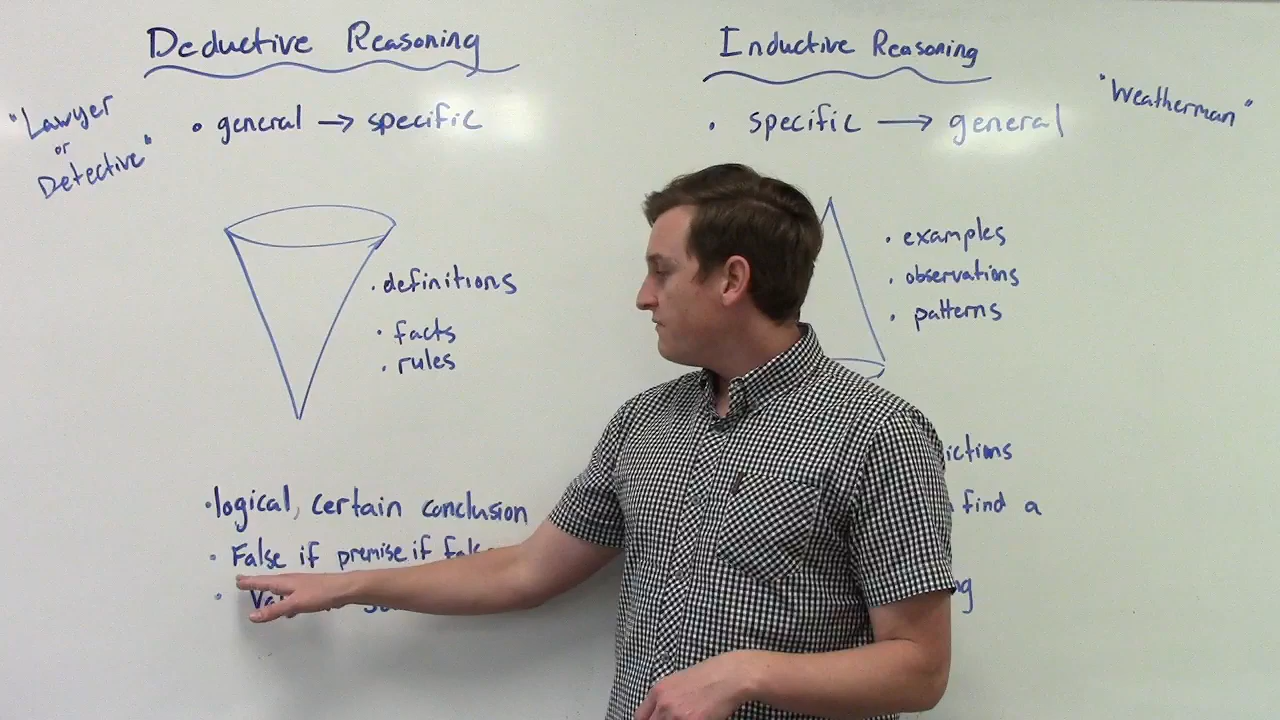 Deductive Reasoning
"Lawyer
or
Detective"
• general → specific
• definitions
• facts
• rules
• logical, certain conclusion
• False if premise if
Inductive Reasoning
"Weatherman"
• specific → general
• examples
• observations
• patterns
find a